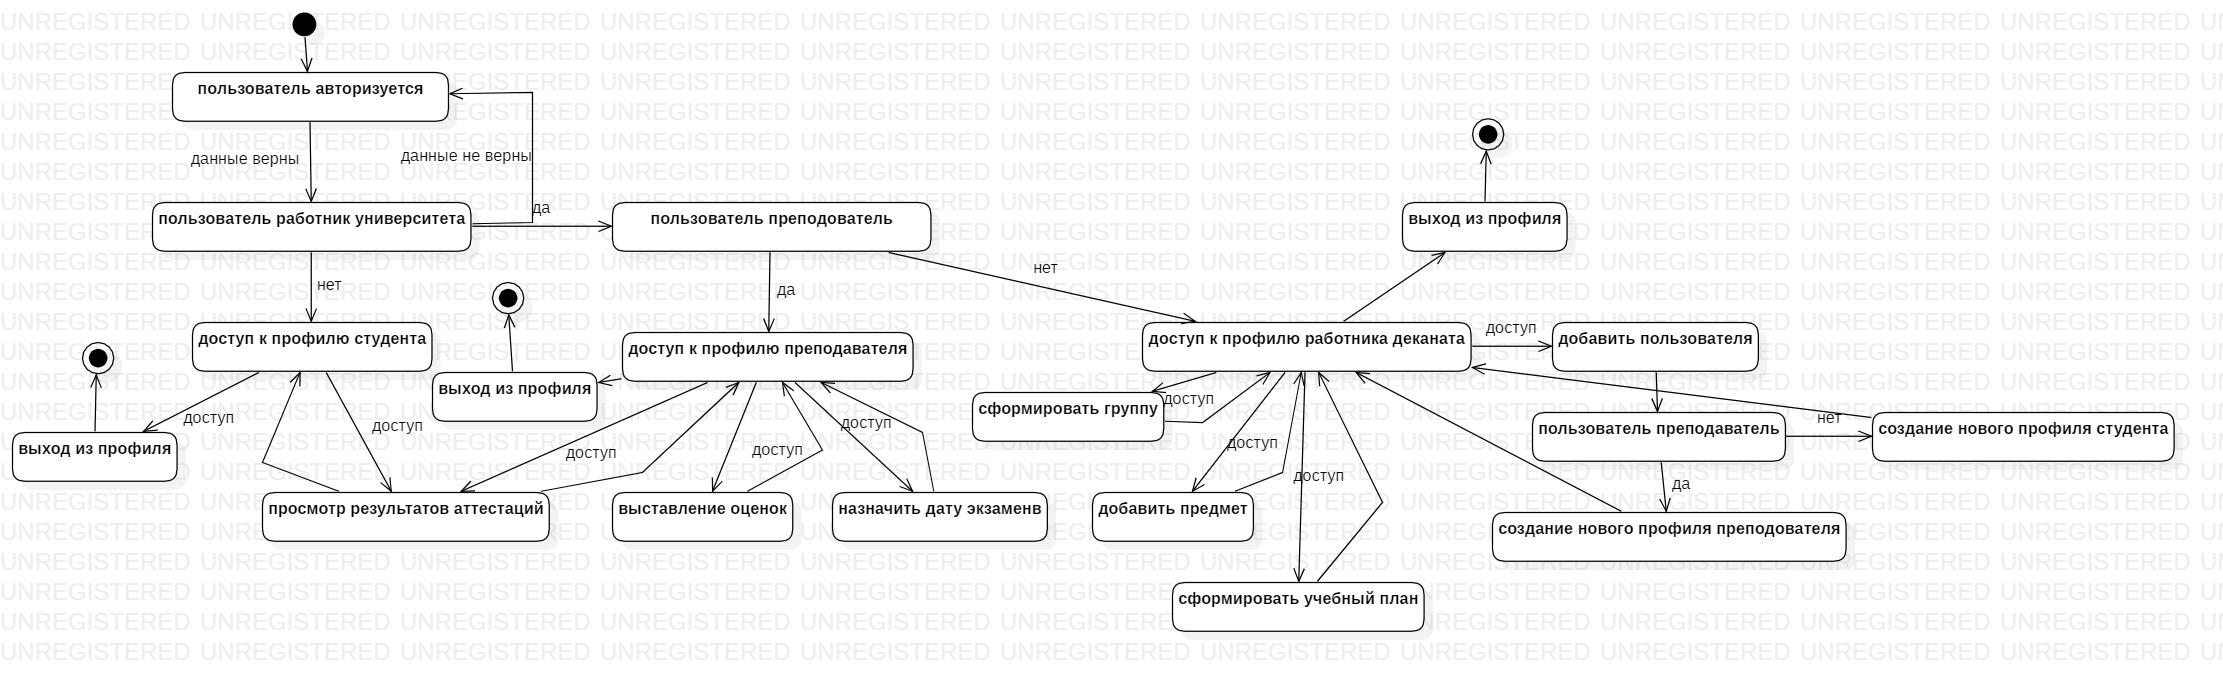 пользователь авторизуется
данные верны
данные не верны
пользователь работник университета
да
пользователь преподователь
выход из профиля
нет
нет
да
доступ к профилю студента
доступ к профилю преподавателя
доступ к профилю работника деканата
доступ
добавить пользователя
выход из профиля
доступ
сформировать группу
доступ
выход из профиля
доступ
доступ
доступ
доступ
доступ
доступ
пользователь преподаватель
нет
создание нового профиля студента
да
просмотр результатов аттестаций
выставление оценок
назначить дату экзаменв
добавить предмет
создание нового профиля преподователя
сформировать учебный план
UNREGISTERED